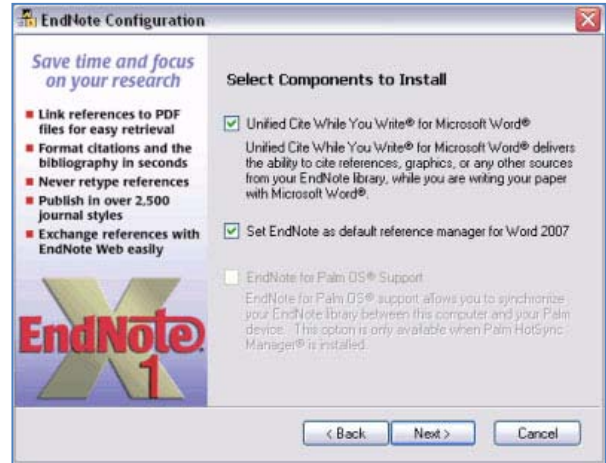 EndNote Configuration
Save time and focus
on your research
Link references to PDF
files for easy retrieval
Format citations and the
bibliography in seconds
Never retype references
Publish in over 2,500
journal styles
Exchange references with
EndNote Web easily
EndNote
X
1
Select Components to Install
Unified Cite While You Write® for Microsoft Word®
Unified Cite While You Write® for Microsoft Word® delivers
the ability to cite references, graphics, or any other sources
from your EndNote library, while you are writing your paper
with Microsoft Word®.
Set EndNote as default reference manager for Word 2007
EndNote for Palm OS® Support
EndNote for Palm OS® support allows you to synchronize
your EndNote library between this computer and your Palm
device. This option is only available when Palm HotSync
Manager® is installed.
< Back
Next >
Cancel